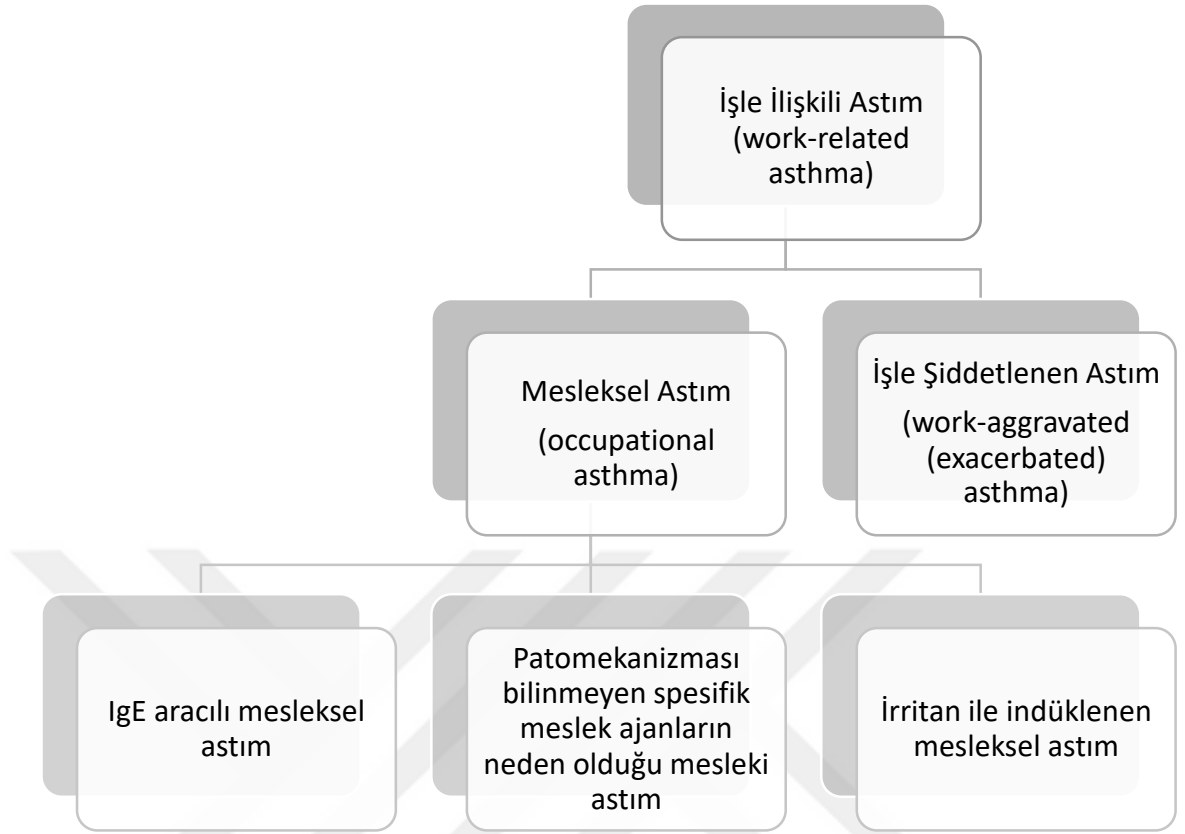 İşle İlişkili Astım
(work-related
asthma)
Mesleksel Astım
(occupational
asthma)
İşle Şiddetlenen Astım
(work-aggravated
(exacerbated)
asthma)
IgE aracılı mesleksel
astım
Patomekanizması
bilinmeyen spesifik
meslek ajanların
neden olduğu mesleki
astım
İrritan ile indüklenen
mesleksel astım